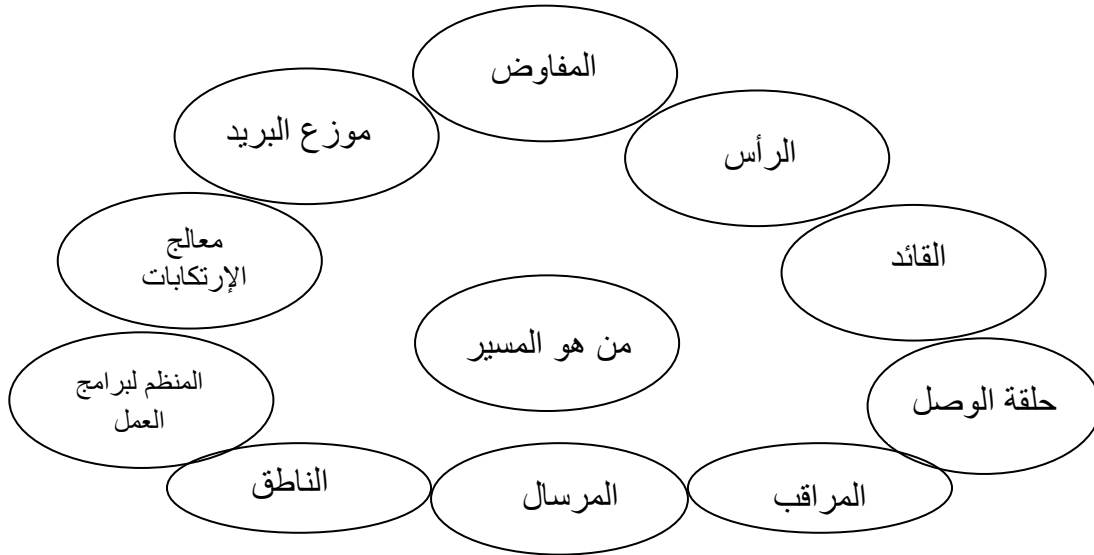 المفاوض
الرأس
موزع البريد
القائد
معالج
الإرتكابات
من هو المسير
حلقة الوصل
المنظم لبرامج
العمل
المراقب
المرسال
الناطق